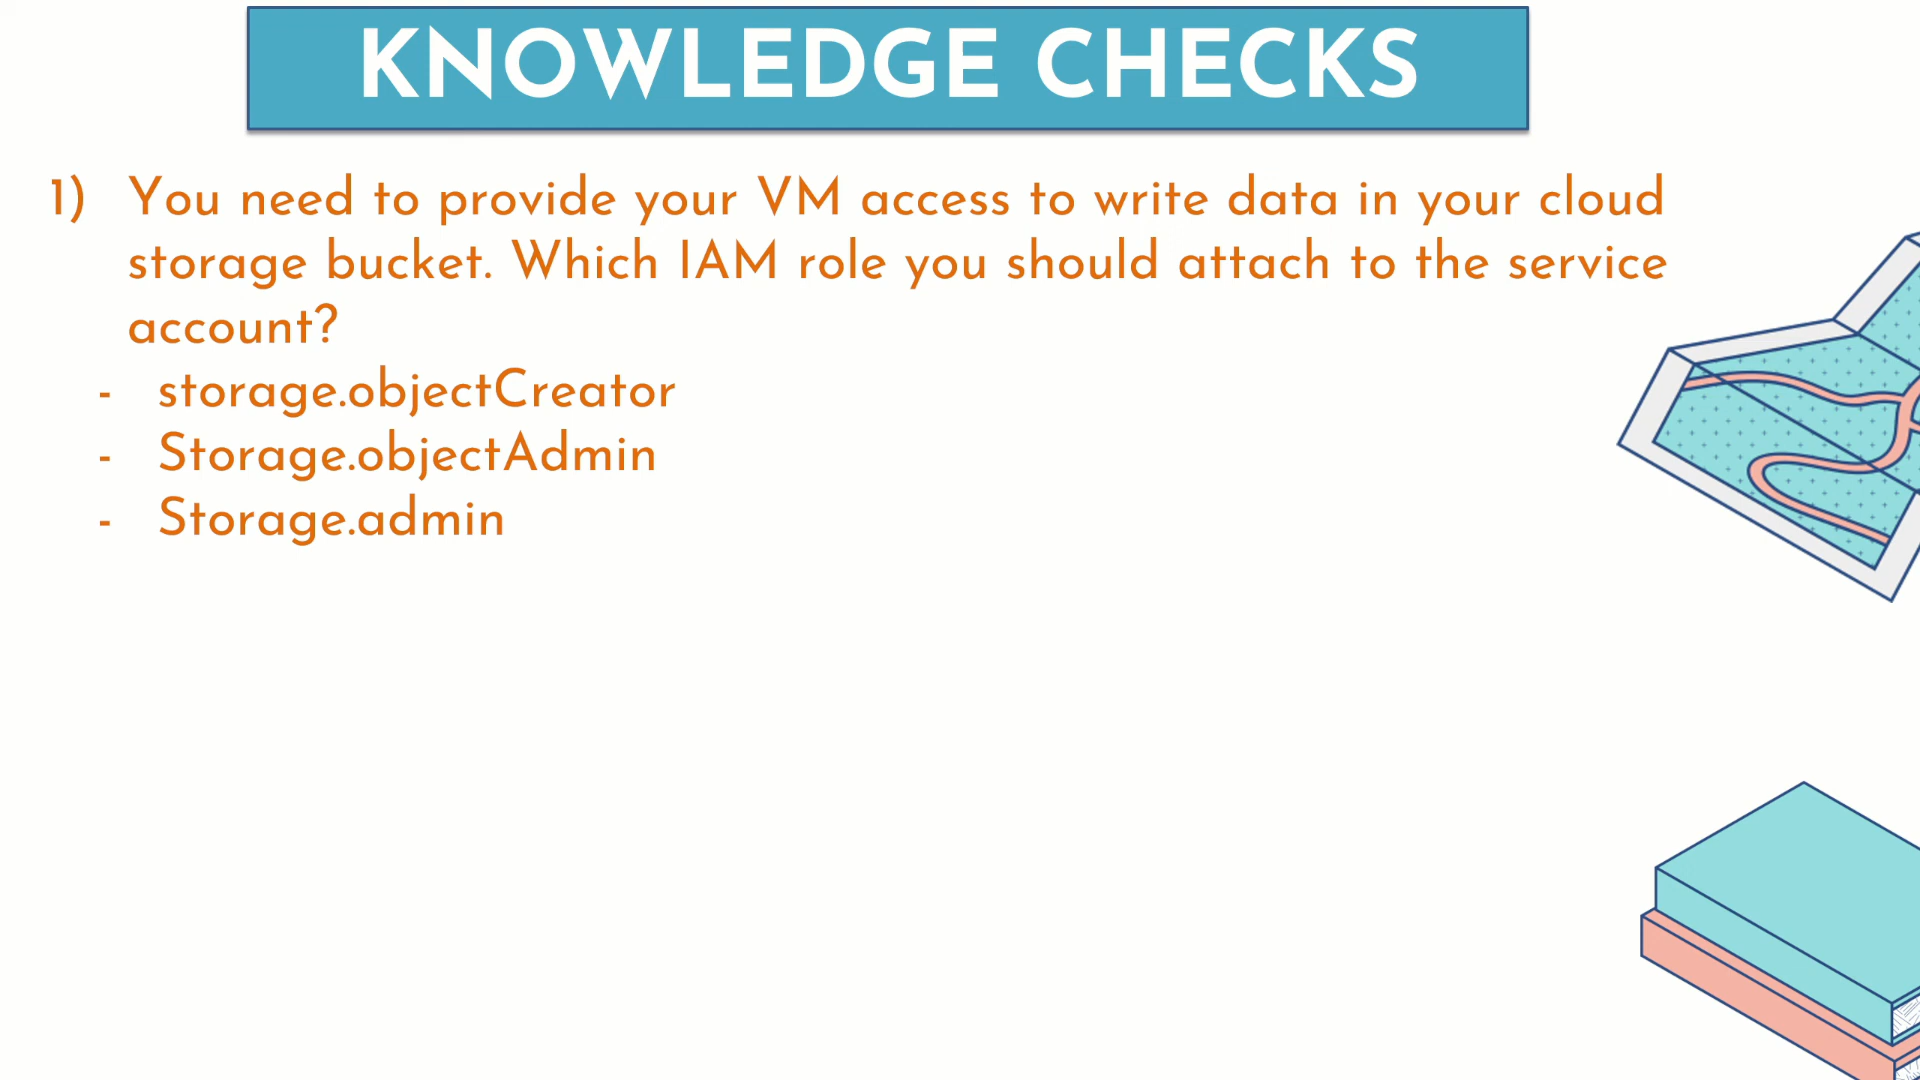 KNOWLEDGE CHECKS
1) You need to provide your VM access to write data in your cloud
storage bucket. Which IAM role you should attach to the service
account?
- storage.objectCreator
- Storage.objectAdmin
- Storage.admin